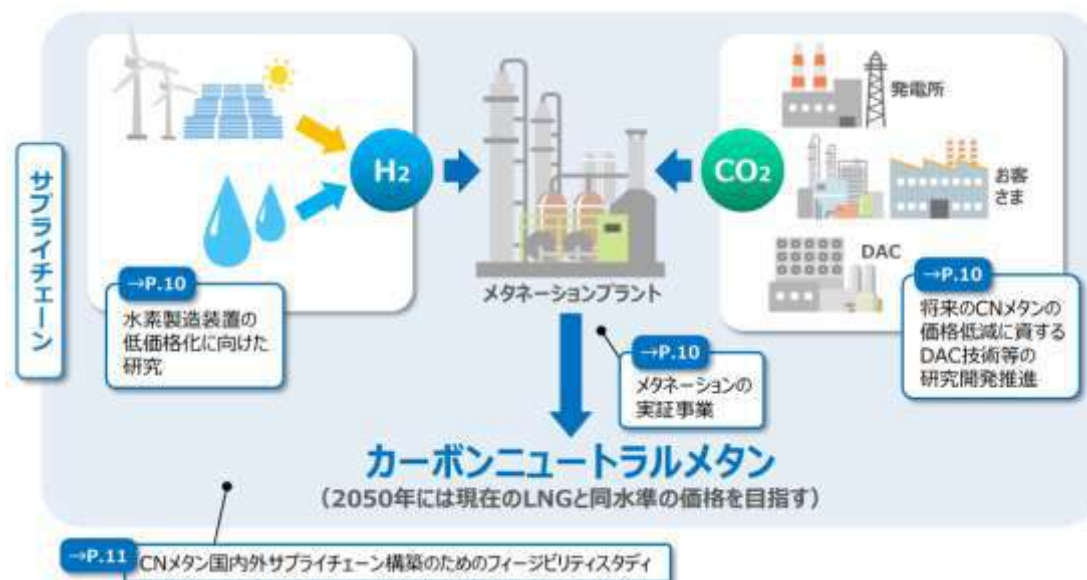 サプライチェーン
H2
CO2
発電所
お客
さま
DAC
メタネーションプラント
→P.10
水素製造装置の
低価格化に向けた
研究
→P.10
メタネーションの
実証事業
→P.10
将来のCNメタンの
価格低減に資する
DAC技術等の
研究開発推進
カーボンニュートラルメタン
(2050年には現在のLNGと同水準の価格を目指す)
→P.11 CNメタン国内外サプライチェーン構築のためのフィージビリティスタディ